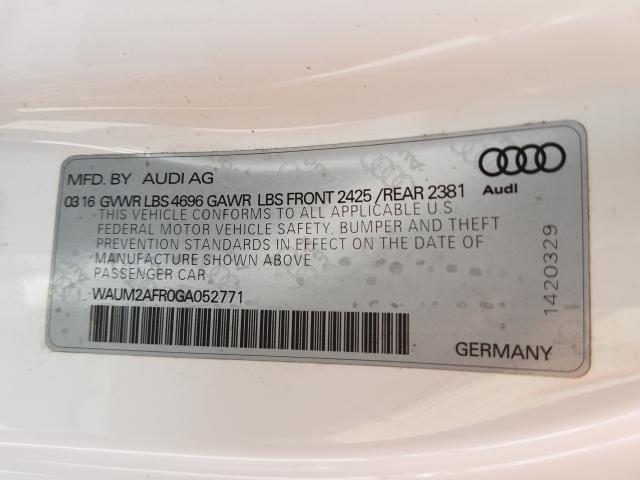 MFD. BY AUDI AG
Audi
03 16 GVWR LBS 4696 GAWR LBS FRONT 2425 /REAR 2381
THIS VEHICLE CONFORMS TO ALL APPLICABLE U.S.
FEDERAL MOTOR VEHICLE SAFETY, BUMPER AND THEFT
PREVENTION STANDARDS IN EFFECT ON THE DATE OF
MANUFACTURE SHOWN ABOVE.
PASSENGER CAR
WAUM2AFR0GA052771
GERMANY
1420329